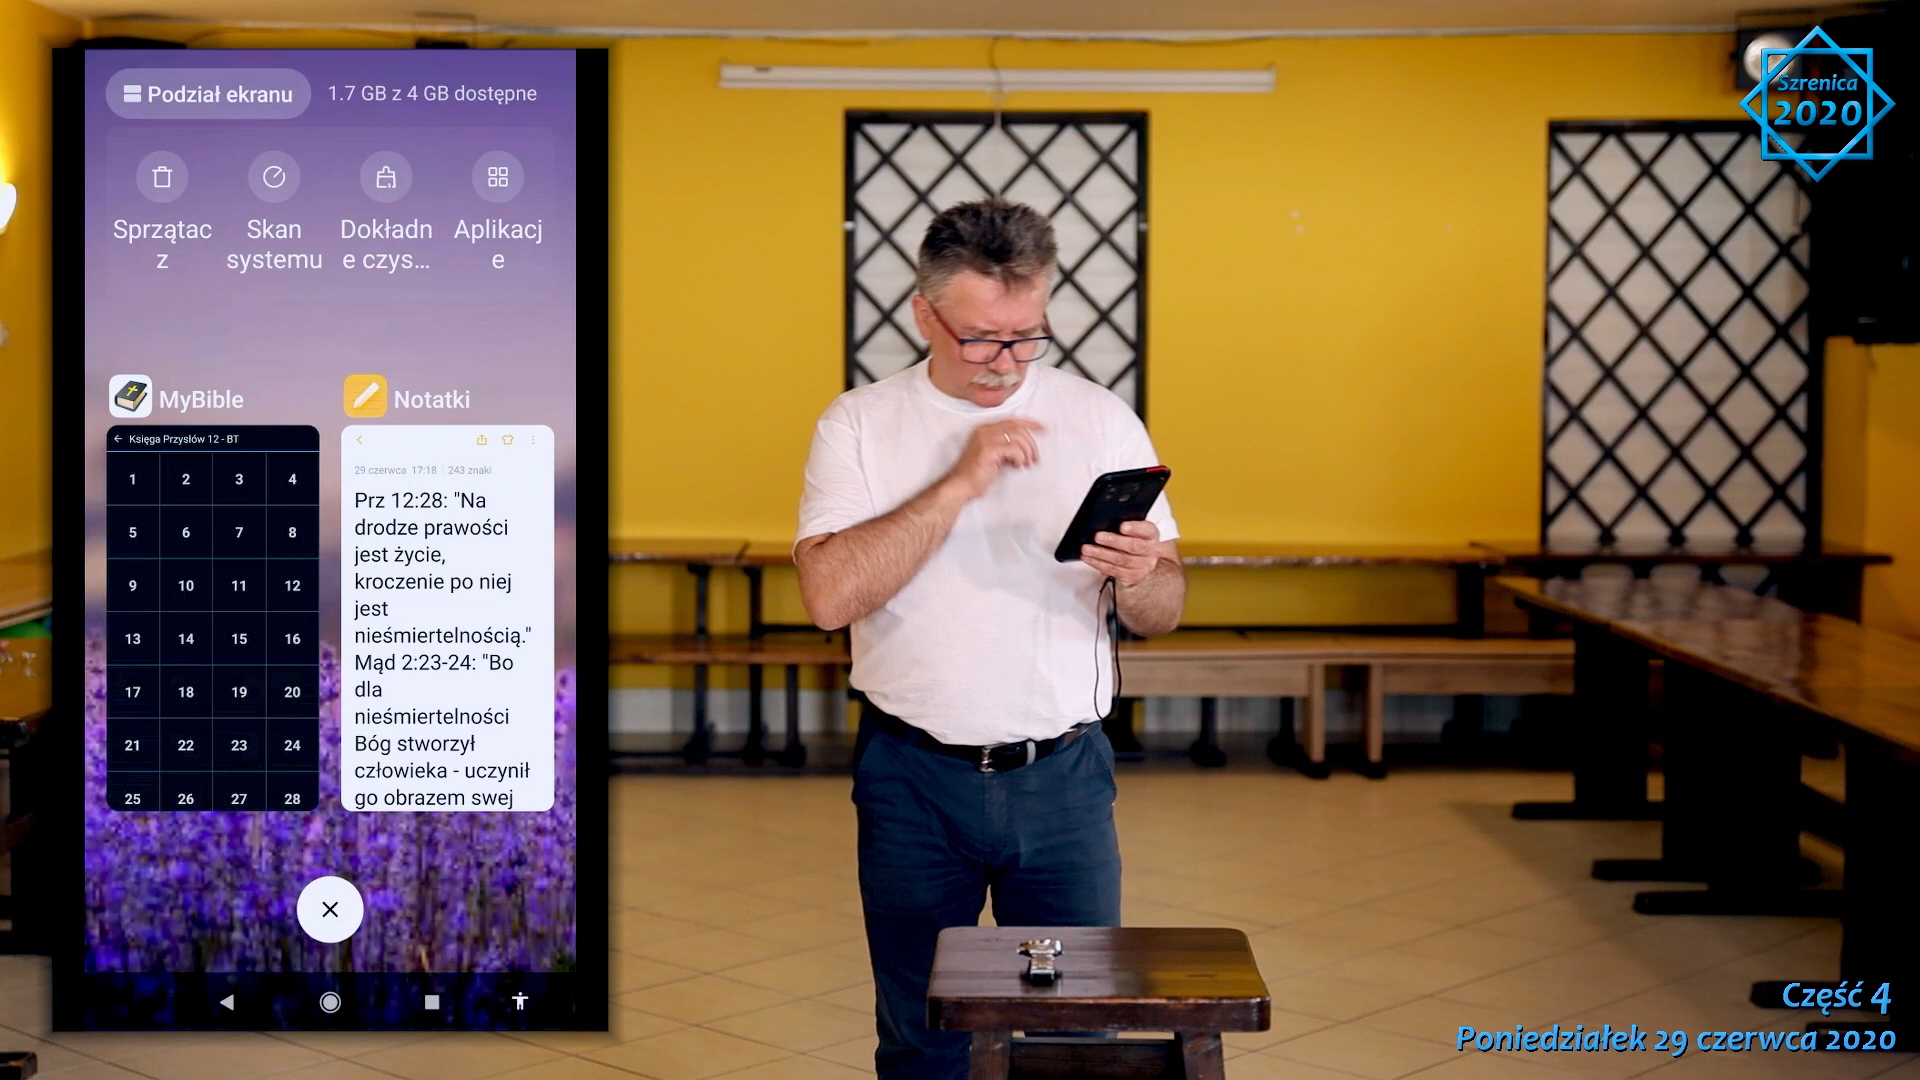 Podział ekranu
1.7 GB z 4 GB dostępne
Sprzątac
z
Skan
systemu
Dokładn
e czys...
Aplikacj
e
MyBible
Księga Przysłów 12 - BT
1 2 3 4
5 6 7 8
9 10 11 12
13 14 15 16
17 18 19 20
21 22 23 24
25 26 27 28
Notatki
29 czerwca 17:18 | 243 znaki
Prz 12:28: "Na
drodze prawości
jest życie,
kroczenie po niej
jest
nieśmiertelnością."
Mąd 2:23-24: "Bo
dla
nieśmiertelności
Bóg stworzył
człowieka - uczynił
go obrazem swej
Szrenica
2020
Część 4
Poniedziałek 29 czerwca 2020